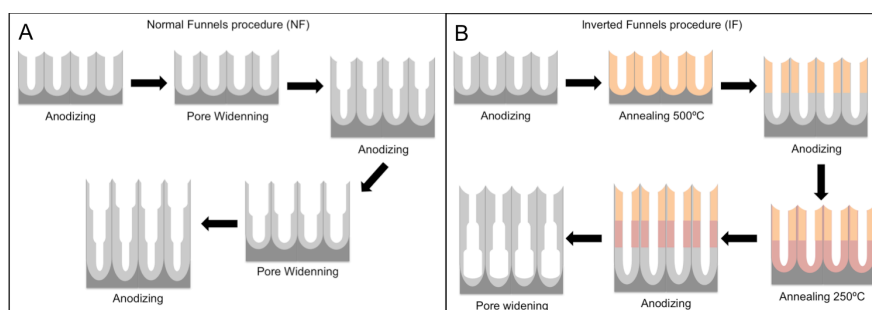 A
Normal Funnels procedure (NF)
Anodizing
Pore Widenning
Anodizing
Pore Widenning
Anodizing
B
Inverted Funnels procedure (IF)
Anodizing
Annealing 500ºC
Anodizing
Annealing 250ºC
Anodizing
Pore widening